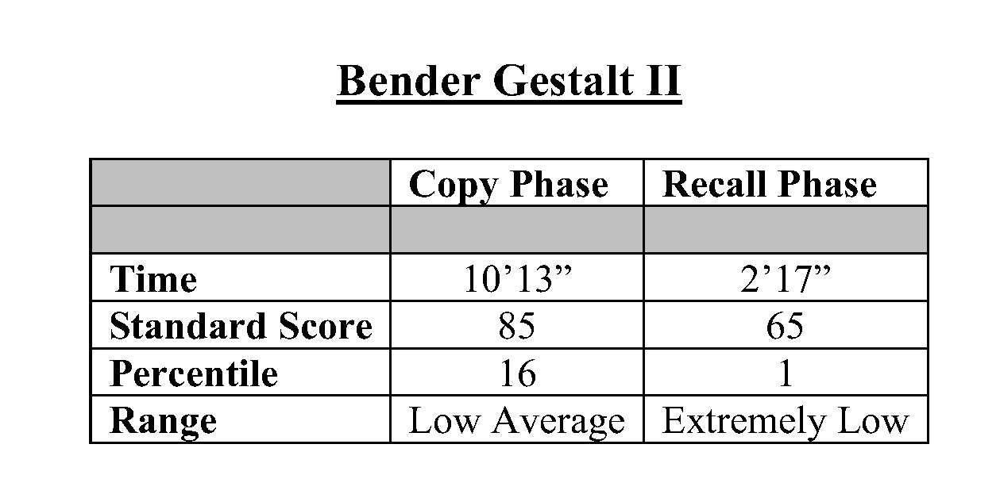 Bender Gestalt II
Copy Phase Recall Phase
Time 10’13” 2’17”
Standard Score 85 65
Percentile 16 1
Range Low Average Extremely Low